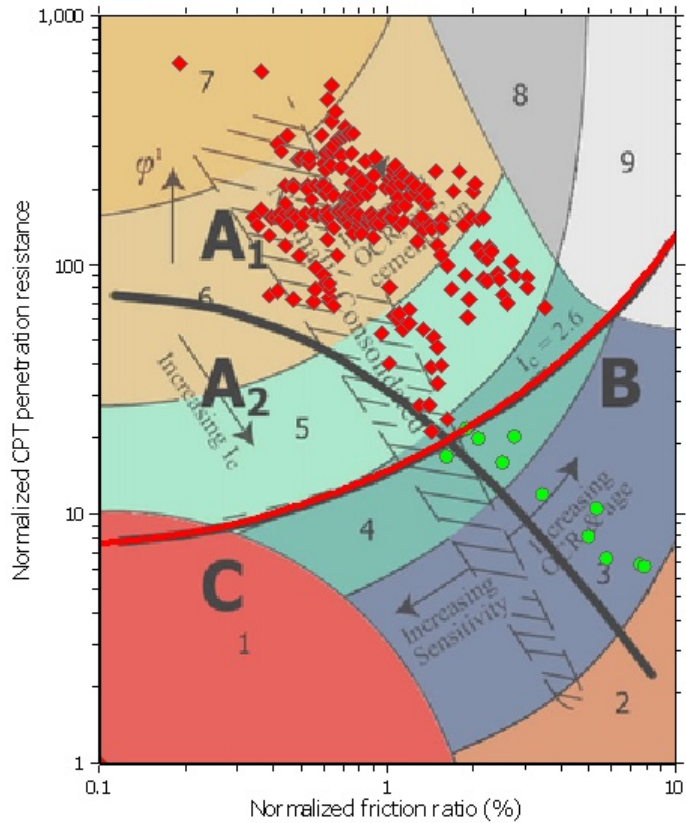 1,000
100
10
1
Normalized CPT penetration resistance
7
8
9
φ'
A1
OCR
cementation
6
Consolidated
Increasing Ic
A2
5
Ic = 2.6
B
4
C
1
Increasing
OCR
age
3
Increasing
Sensitivity
2
0.1
1
10
Normalized friction ratio (%)